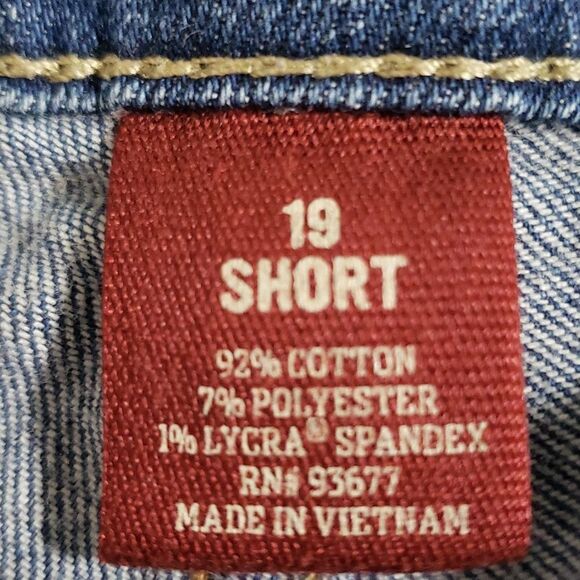 19
SHORT
92% COTTON
7% POLYESTER
1% LYCRA® SPANDEX
RN# 93677
MADE IN VIETNAM